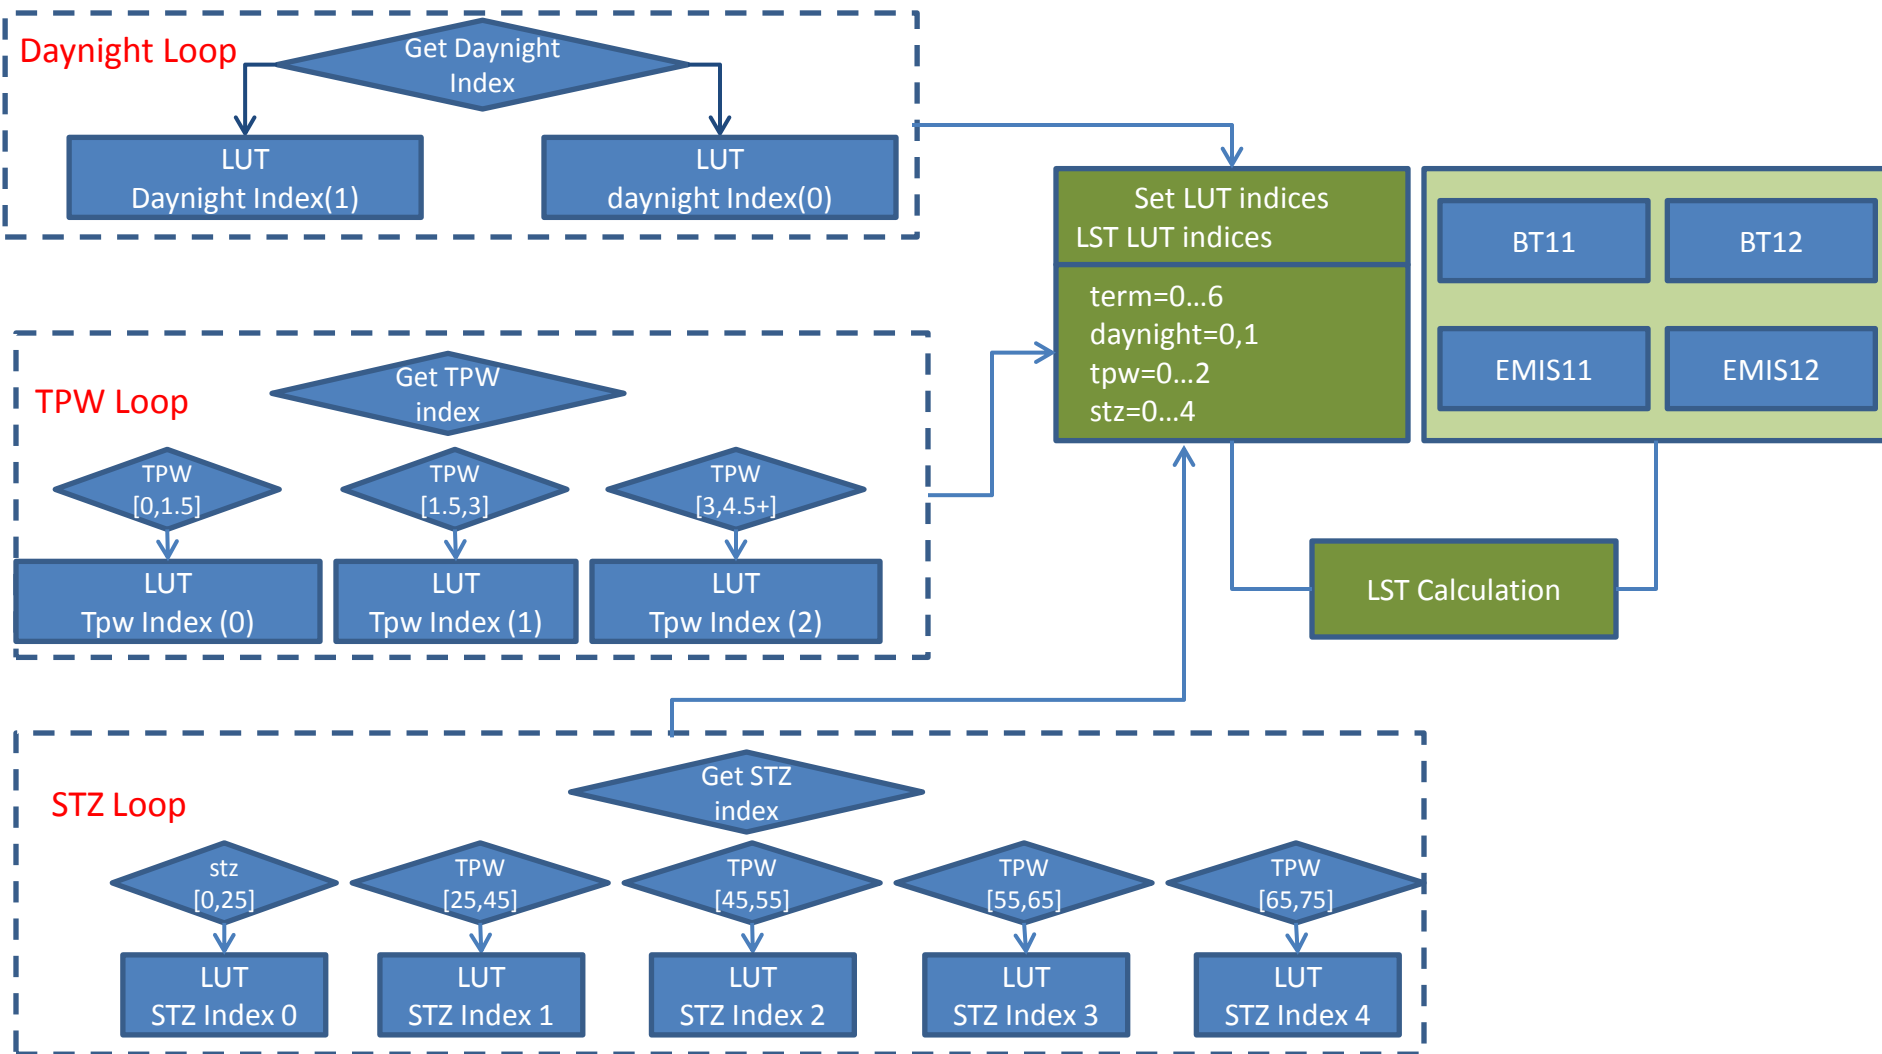 Daynight Loop
Get Daynight
Index
LUT
Daynight Index(1)
LUT
daynight Index(0)
Set LUT indices
LST LUT indices
term=0...6
daynight=0,1
tpw=0...2
stz=0...4
BT11
BT12
EMIS11
EMIS12
TPW Loop
Get TPW
index
TPW
[0,1.5]
TPW
[1.5,3]
TPW
[3,4.5+]
LUT
Tpw Index (0)
LUT
Tpw Index (1)
LUT
Tpw Index (2)
LST Calculation
STZ Loop
Get STZ
index
stz
[0,25]
TPW
[25,45]
TPW
[45,55]
TPW
[55,65]
TPW
[65,75]
LUT
STZ Index 0
LUT
STZ Index 1
LUT
STZ Index 2
LUT
STZ Index 3
LUT
STZ Index 4